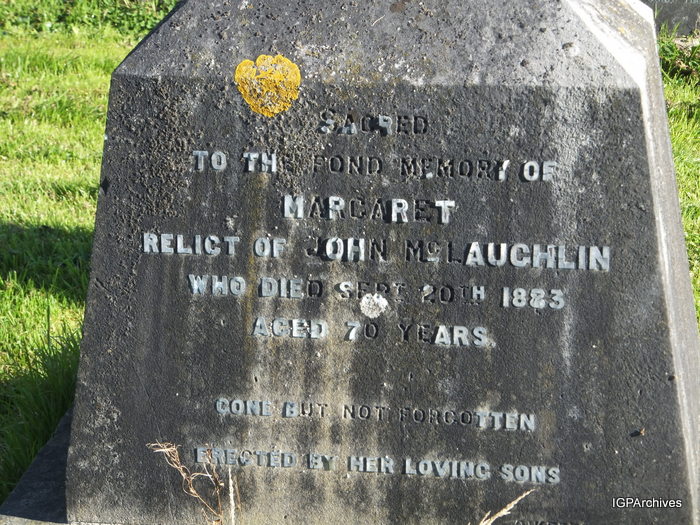 SACRED
TO THE FOND MEMORY OF
MARGARET
RELICT OF JOHN McLAUGHLIN
WHO DIED SEPT 20TH 1883
AGED 70 YEARS.
GONE BUT NOT FORGOTTEN
ERECTED BY HER LOVING SONS
IGPArchives